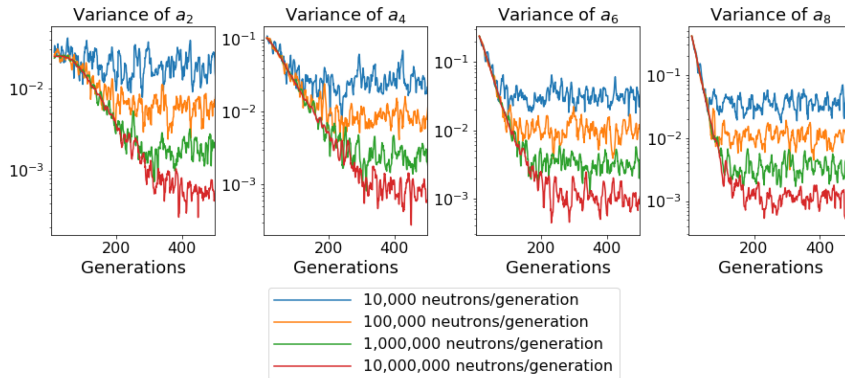 Variance of a₂ Variance of a₄ Variance of a₆ Variance of a₈
10⁻² 10⁻³
10⁻¹ 10⁻² 10⁻³
10⁻¹ 10⁻² 10⁻³
10⁻¹ 10⁻² 10⁻³
200 400 200 400 200 400 200 400
Generations Generations Generations Generations
10,000 neutrons/generation
100,000 neutrons/generation
1,000,000 neutrons/generation
10,000,000 neutrons/generation